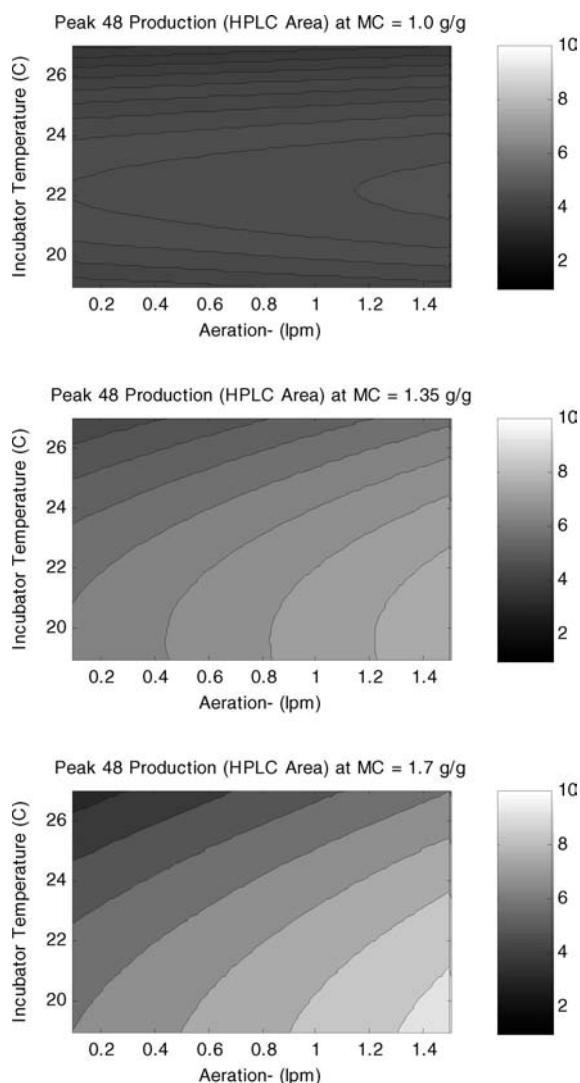 Peak 48 Production (HPLC Area) at MC = 1.0 g/g
Incubator Temperature (C)
26
24
22
20
0.2 0.4 0.6 0.8 1 1.2 1.4
Aeration- (lpm)
10
8
6
4
2
Peak 48 Production (HPLC Area) at MC = 1.35 g/g
Incubator Temperature (C)
26
24
22
20
0.2 0.4 0.6 0.8 1 1.2 1.4
Aeration- (lpm)
10
8
6
4
2
Peak 48 Production (HPLC Area) at MC = 1.7 g/g
Incubator Temperature (C)
26
24
22
20
0.2 0.4 0.6 0.8 1 1.2 1.4
Aeration- (lpm)
10
8
6
4
2